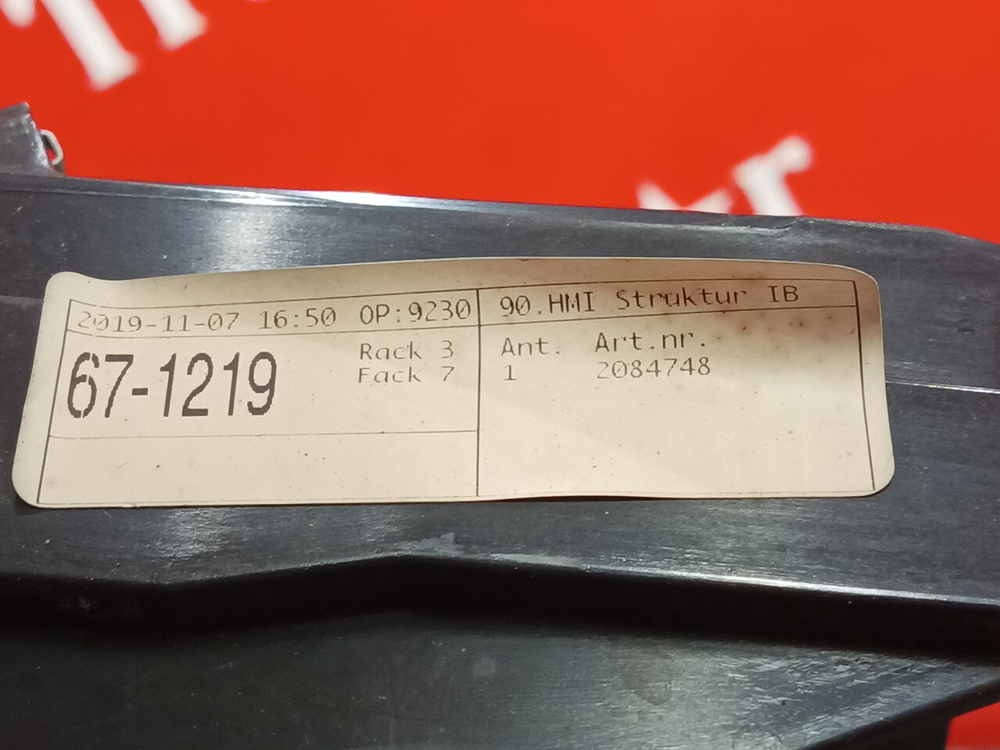 2019-11-07 16:50 OP:9230
67-1219
Rack 3
Fack 7
90.HMI Struktur IB
Ant. Art.nr.
1 2084748